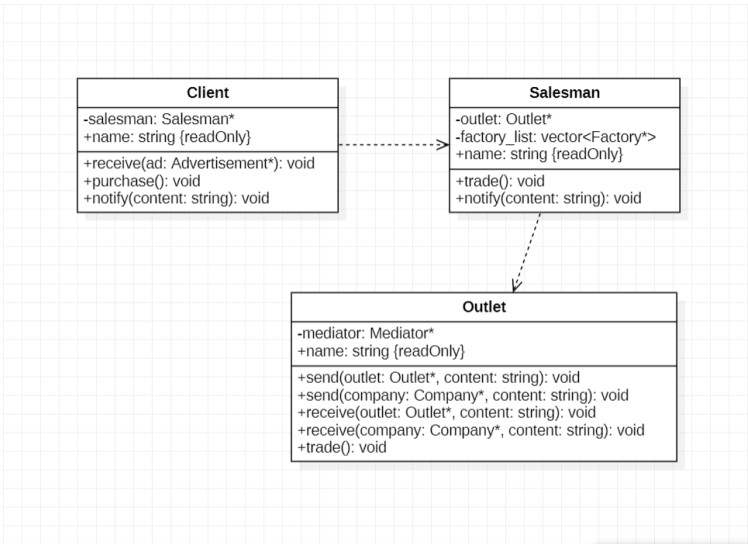 Client
-salesman: Salesman*
+name: string {readOnly}
+receive(ad: Advertisement*): void
+purchase(): void
+notify(content: string): void
Salesman
-outlet: Outlet*
-factory_list: vector<Factory*>
+name: string {readOnly}
+trade(): void
+notify(content: string): void
Outlet
-mediator: Mediator*
+name: string {readOnly}
+send(outlet: Outlet*, content: string): void
+send(company: Company*, content: string): void
+receive(outlet: Outlet*, content: string): void
+receive(company: Company*, content: string): void
+trade(): void